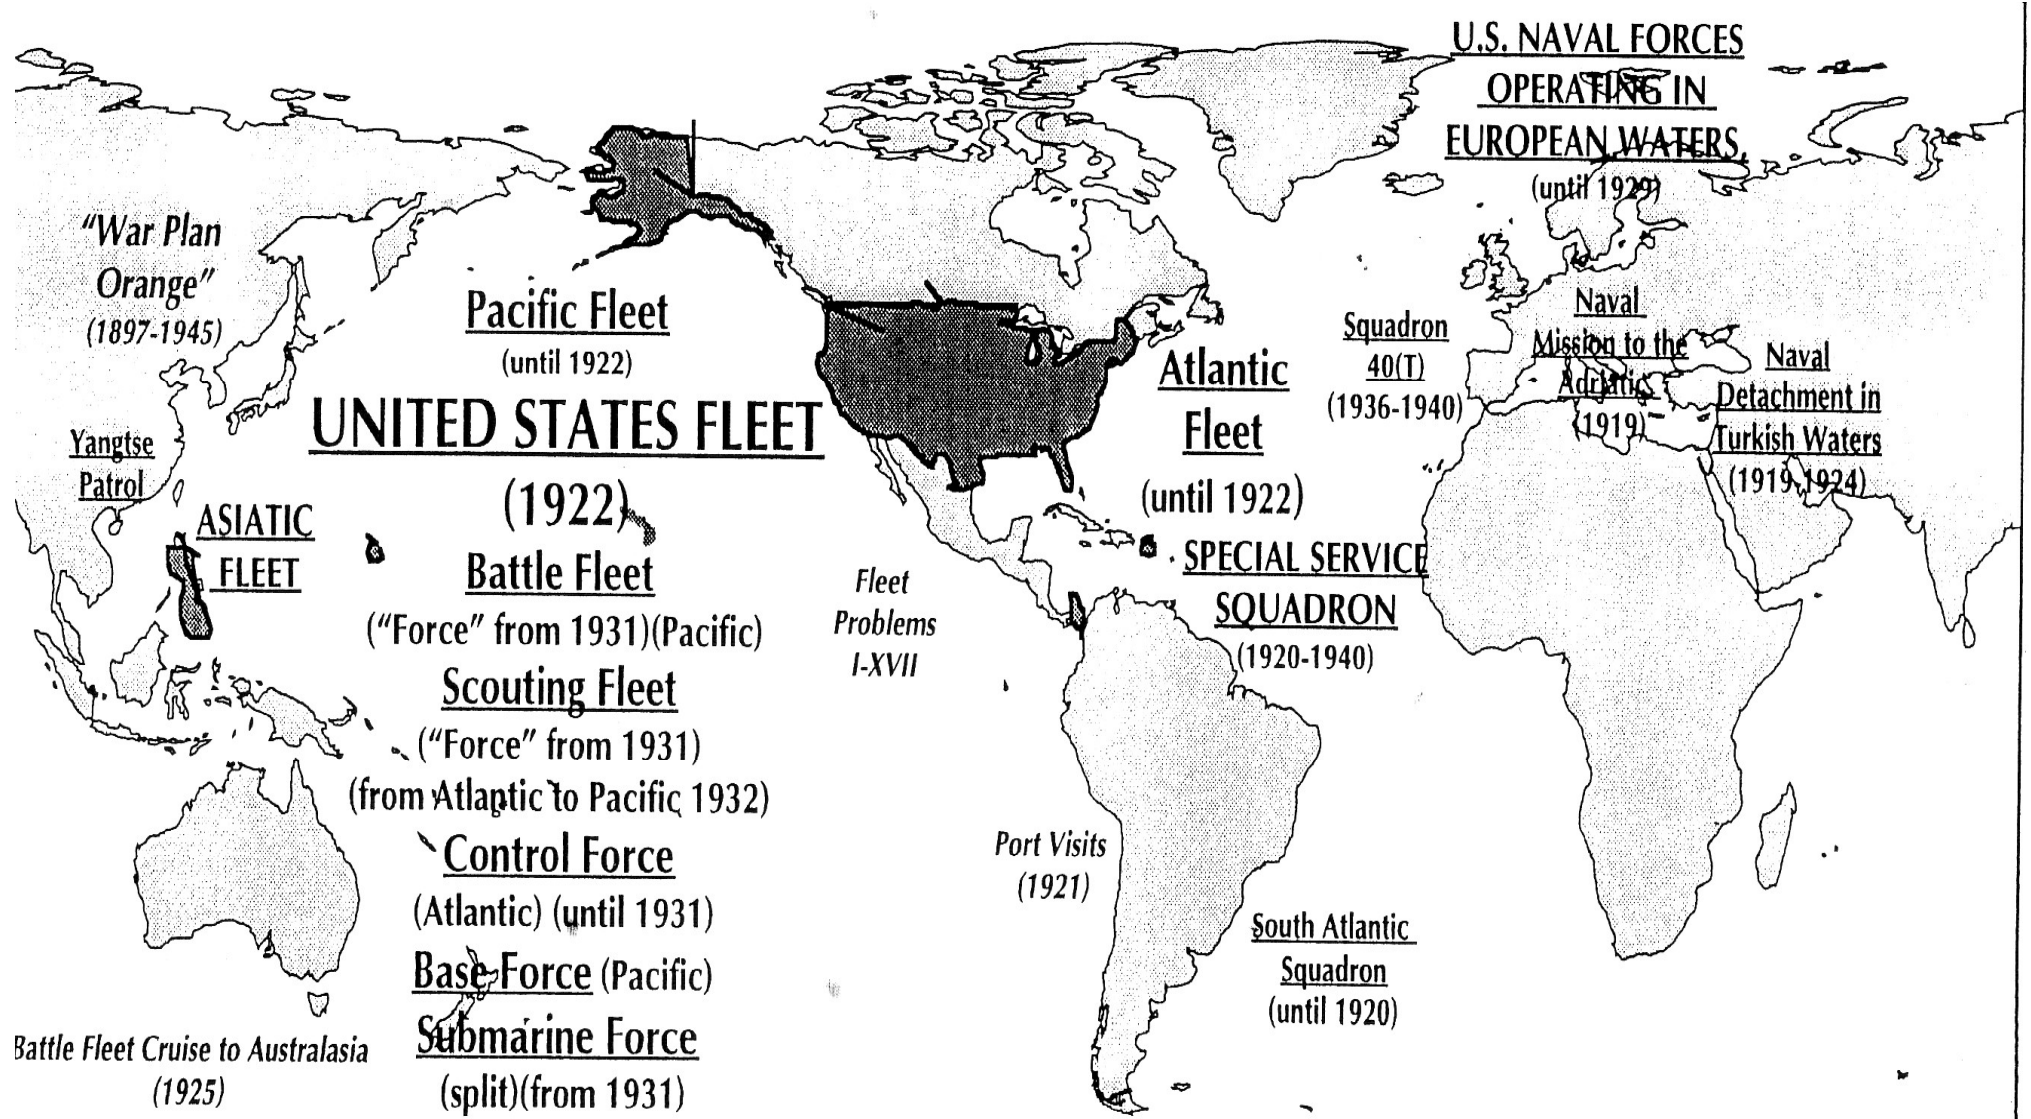 U.S. NAVAL FORCES
OPERATING IN
EUROPEAN WATERS,
(until 1929)
“War Plan
Orange”
(1897-1945)
Pacific Fleet
(until 1922)
UNITED STATES FLEET
(1922)
Battle Fleet
(“Force” from 1931)(Pacific)
Scouting Fleet
(“Force” from 1931)
(from Atlantic to Pacific 1932)
Control Force
(Atlantic) (until 1931)
Base Force (Pacific)
Submarine Force
(split)(from 1931)
Yangtse
Patrol
ASIATIC
FLEET
Battle Fleet Cruise to Australasia
(1925)
Atlantic
Fleet
(until 1922)
SPECIAL SERVICE
SQUADRON
(1920-1940)
Fleet
Problems
I-XVII
Port Visits
(1921)
South Atlantic
Squadron
(until 1920)
Squadron
40(T)
(1936-1940)
Naval
Mission to the
Adriatic
(1919)
Naval
Detachment in
Turkish Waters
(1919-1924)